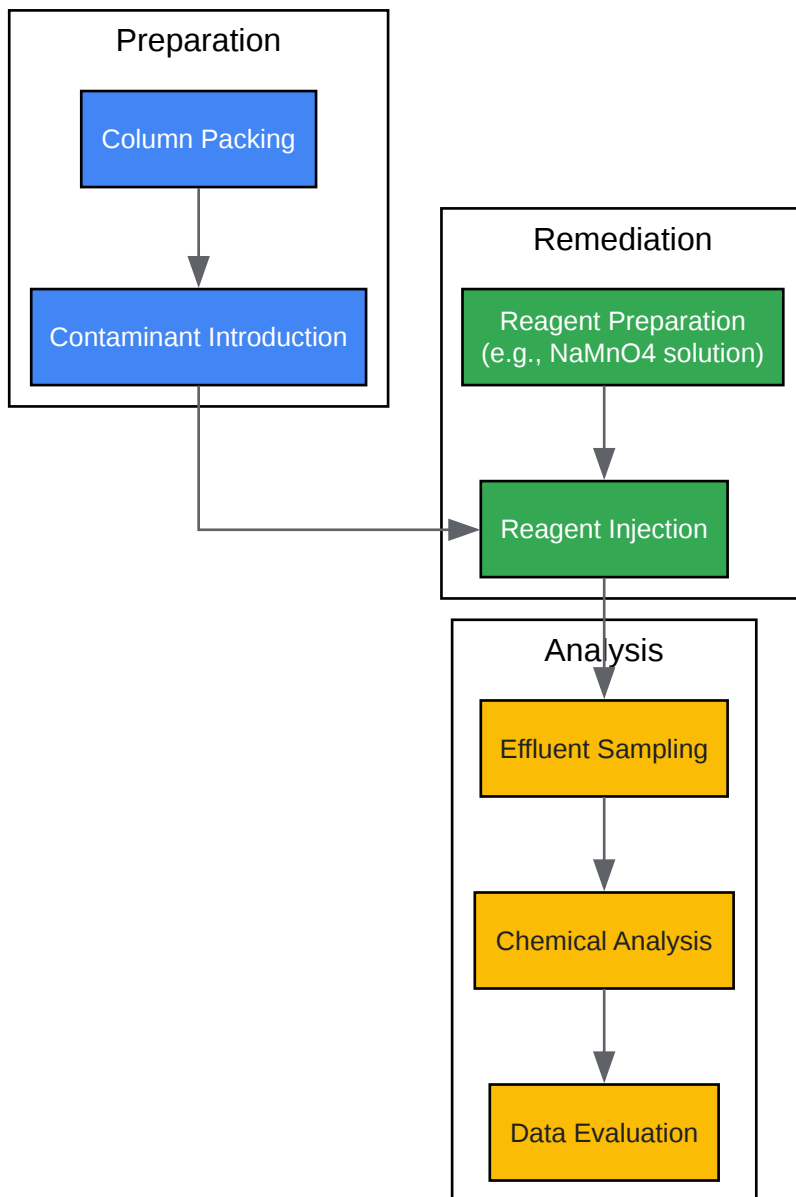 Preparation
Column Packing
Contaminant Introduction
Remediation
Reagent Preparation
(e.g., NaMnO4 solution)
Reagent Injection
Analysis
Effluent Sampling
Chemical Analysis
Data Evaluation